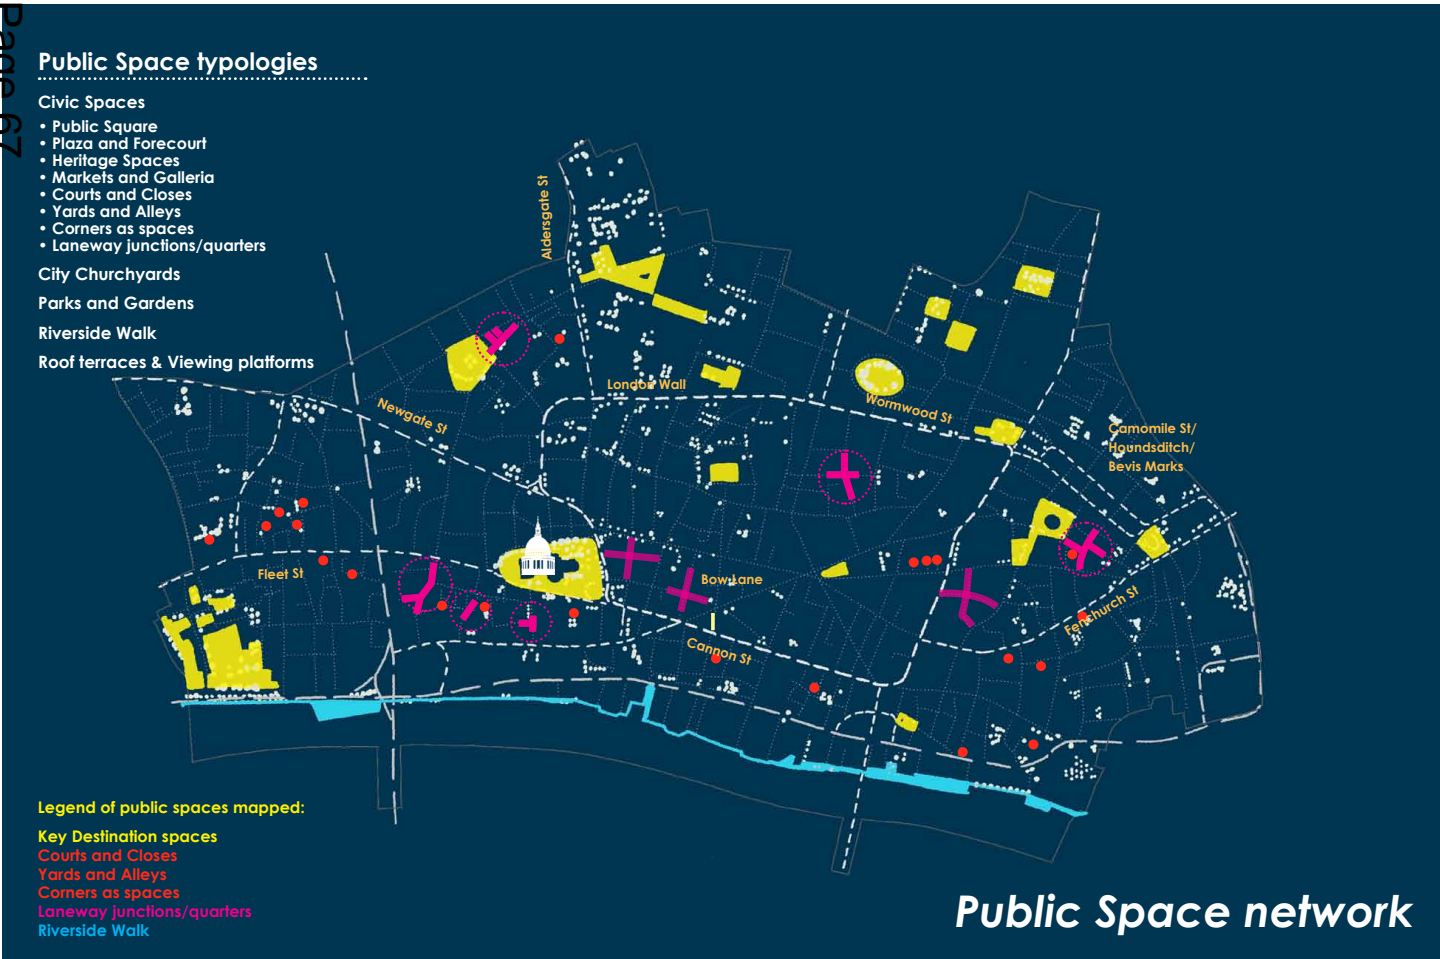 Page 67
Public Space typologies
Civic Spaces
• Public Square
• Plaza and Forecourt
• Heritage Spaces
• Markets and Galleria
• Courts and Closes
• Yards and Alleys
• Corners as spaces
• Laneway junctions/quarters
City Churchyards
Parks and Gardens
Riverside Walk
Roof terraces & Viewing platforms
Aldersgate St
London Wall
Newgate St
Wormwood St
Camomile St/
Houndsditch/
Bevis Marks
Fleet St
Bow Lane
Cannon St
Fenchurch St
Legend of public spaces mapped:
Key Destination spaces
Courts and Closes
Yards and Alleys
Corners as spaces
Laneway junctions/quarters
Riverside Walk
Public Space network